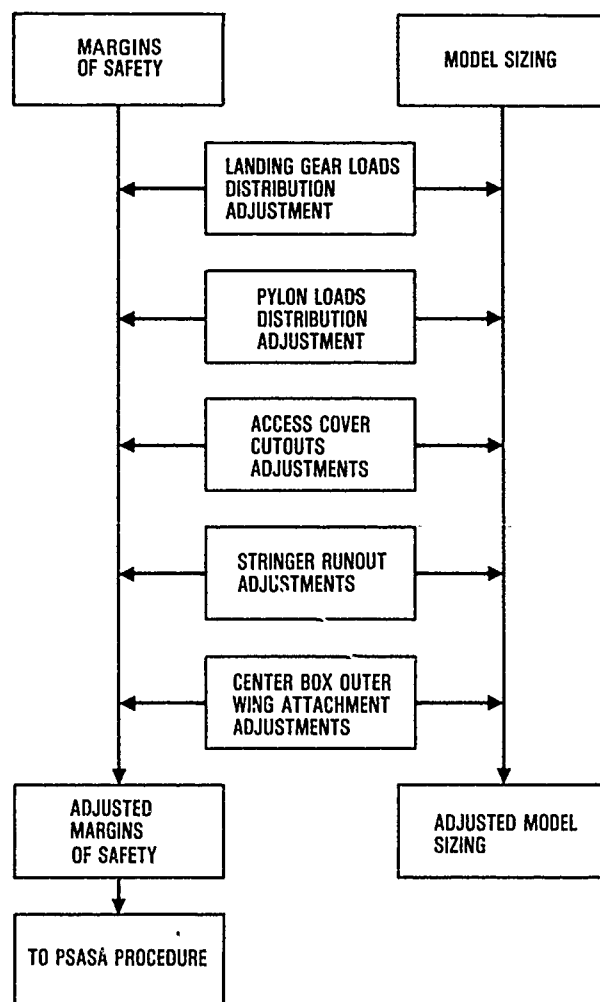 MARGINS
OF SAFETY
MODEL SIZING
LANDING GEAR LOADS
DISTRIBUTION
ADJUSTMENT
PYLON LOADS
DISTRIBUTION
ADJUSTMENT
ACCESS COVER
CUTOUTS
ADJUSTMENTS
STRINGER RUNOUT
ADJUSTMENTS
CENTER BOX OUTER
WING ATTACHMENT
ADJUSTMENTS
ADJUSTED
MARGINS
OF SAFETY
ADJUSTED MODEL
SIZING
TO PSASA PROCEDURE